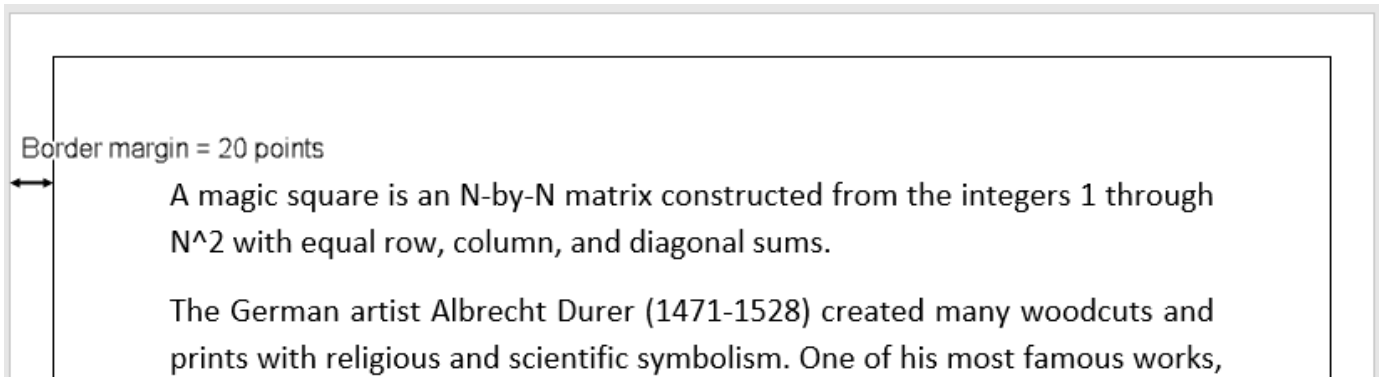 Border margin = 20 points
A magic square is an N-by-N matrix constructed from the integers 1 through
N^2 with equal row, column, and diagonal sums.
The German artist Albrecht Durer (1471-1528) created many woodcuts and
prints with religious and scientific symbolism. One of his most famous works,